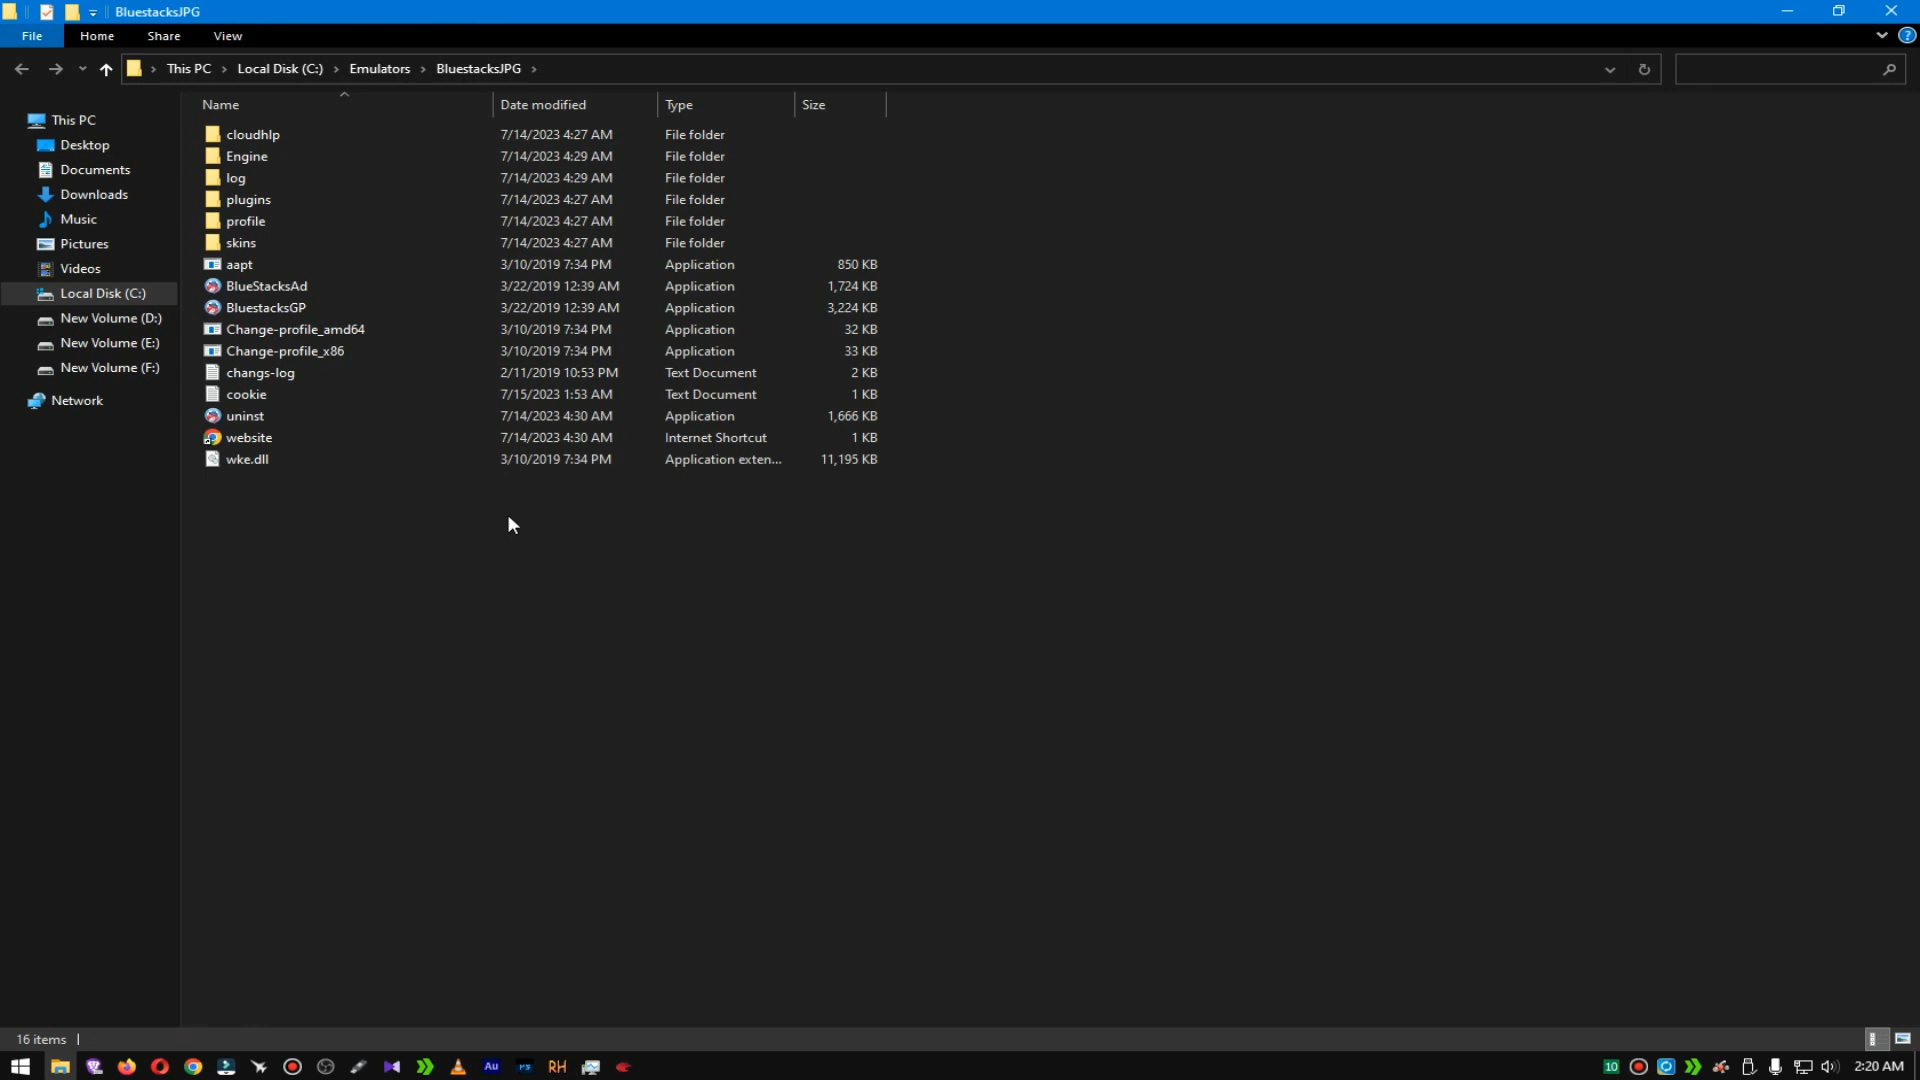 BluestacksJPG
File Home Share View
This PC Local Disk (C:) Emulators BluestacksJPG
Name Date modified Type Size
This PC
Desktop
Documents
Downloads
Music
Pictures
Videos
Local Disk (C:)
New Volume (D:)
New Volume (E:)
New Volume (F:)
Network
cloudhlp 7/14/2023 4:27 AM File folder
Engine 7/14/2023 4:29 AM File folder
log 7/14/2023 4:29 AM File folder
plugins 7/14/2023 4:27 AM File folder
profile 7/14/2023 4:27 AM File folder
skins 7/14/2023 4:27 AM File folder
aapt 3/10/2019 7:34 PM Application 850 KB
BlueStacksAd 3/22/2019 12:39 AM Application 1,724 KB
BluestacksGP 3/22/2019 12:39 AM Application 3,224 KB
Change-profile_amd64 3/10/2019 7:34 PM Application 32 KB
Change-profile_x86 3/10/2019 7:34 PM Application 33 KB
changs-log 2/11/2019 10:53 PM Text Document 2 KB
cookie 7/15/2023 1:53 AM Text Document 1 KB
uninst 7/14/2023 4:30 AM Application 1,666 KB
website 7/14/2023 4:30 AM Internet Shortcut 1 KB
wke.dll 3/10/2019 7:34 PM Application exten... 11,195 KB
16 items
Au Ps RH 10 2:20 AM